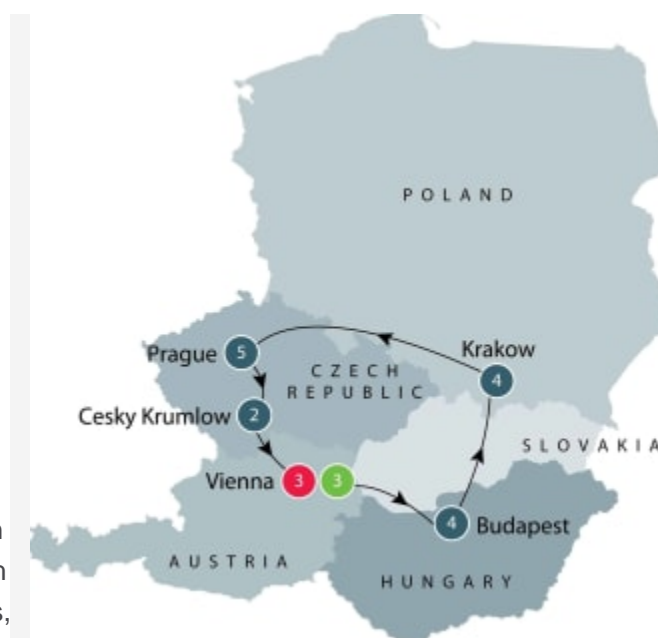 POLAND
Krakow
4
Prague
5
CZECH
REPUBLIC
Cesky Krumlow
2
SLOVAKIA
Vienna
3
3
4
Budapest
AUSTRIA
HUNGARY
s,